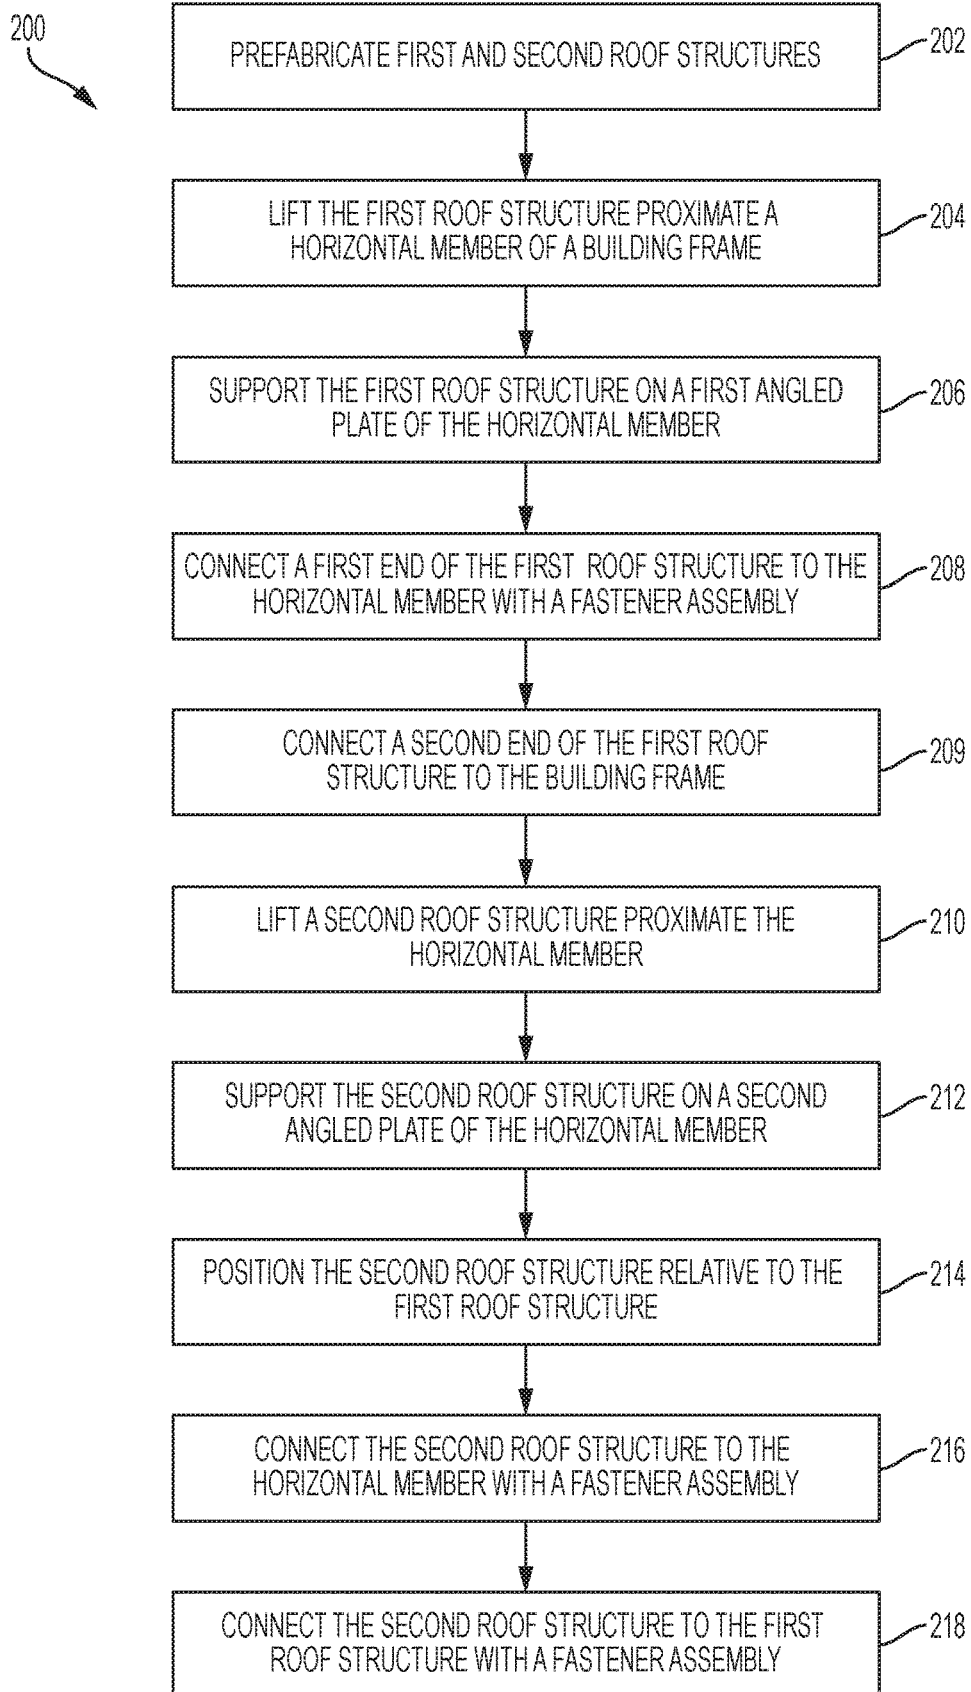 200
PREFABRICATE FIRST AND SECOND ROOF STRUCTURES
202
LIFT THE FIRST ROOF STRUCTURE PROXIMATE A
HORIZONTAL MEMBER OF A BUILDING FRAME
204
SUPPORT THE FIRST ROOF STRUCTURE ON A FIRST ANGLED
PLATE OF THE HORIZONTAL MEMBER
206
CONNECT A FIRST END OF THE FIRST ROOF STRUCTURE TO THE
HORIZONTAL MEMBER WITH A FASTENER ASSEMBLY
208
CONNECT A SECOND END OF THE FIRST ROOF
STRUCTURE TO THE BUILDING FRAME
209
LIFT A SECOND ROOF STRUCTURE PROXIMATE THE
HORIZONTAL MEMBER
210
SUPPORT THE SECOND ROOF STRUCTURE ON A SECOND
ANGLED PLATE OF THE HORIZONTAL MEMBER
212
POSITION THE SECOND ROOF STRUCTURE RELATIVE TO THE
FIRST ROOF STRUCTURE
214
CONNECT THE SECOND ROOF STRUCTURE TO THE
HORIZONTAL MEMBER WITH A FASTENER ASSEMBLY
216
CONNECT THE SECOND ROOF STRUCTURE TO THE FIRST
ROOF STRUCTURE WITH A FASTENER ASSEMBLY
218